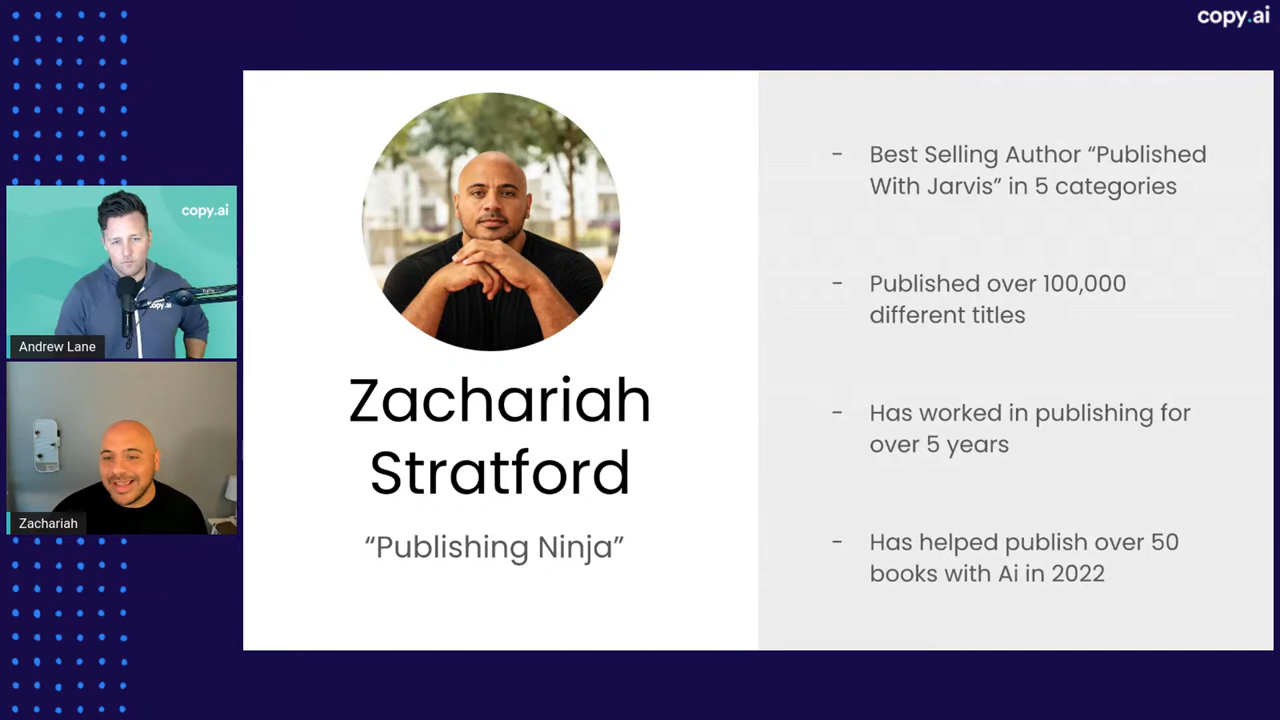 copy.ai
copy.ai
copy.ai
Andrew Lane
Zachariah
Zachariah
Stratford
“Publishing Ninja”
- Best Selling Author “Published
With Jarvis” in 5 categories
- Published over 100,000
different titles
- Has worked in publishing for
over 5 years
- Has helped publish over 50
books with Ai in 2022